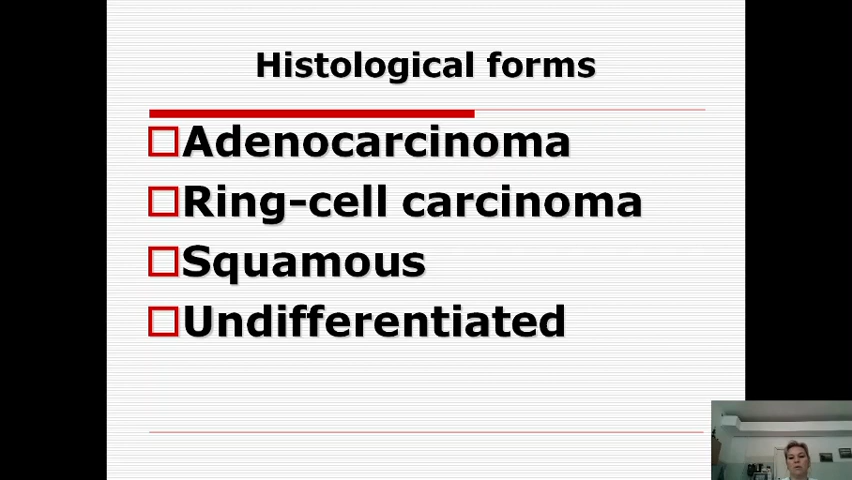 Histological forms
Adenocarcinoma
Ring-cell carcinoma
Squamous
Undifferentiated